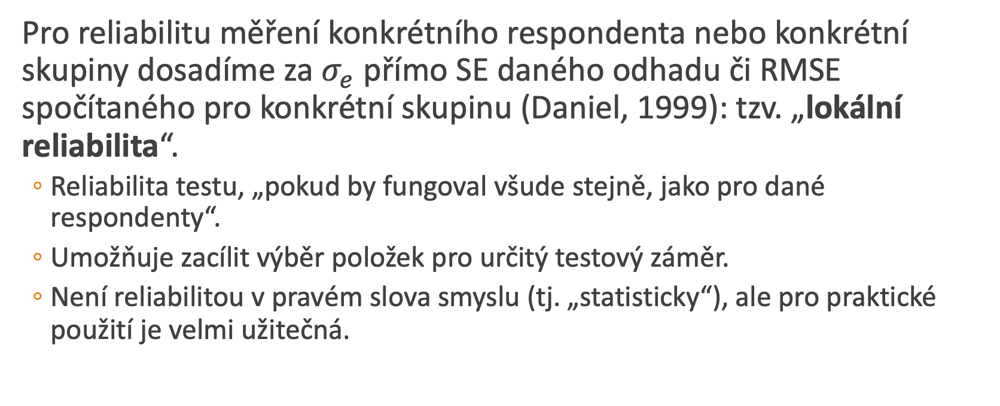 Pro reliabilitu měření konkrétního respondenta nebo konkrétní
skupiny dosadíme za σₑ přímo SE daného odhadu či RMSE
spočítaného pro konkrétní skupinu (Daniel, 1999): tzv. „lokální
reliabilita“.
◦ Reliabilita testu, „pokud by fungoval všude stejně, jako pro dané
respondenty“.
◦ Umožňuje zacílit výběr položek pro určitý testový záměr.
◦ Není reliabilitou v pravém slova smyslu (tj. „statisticky“), ale pro praktické
použití je velmi užitečná.